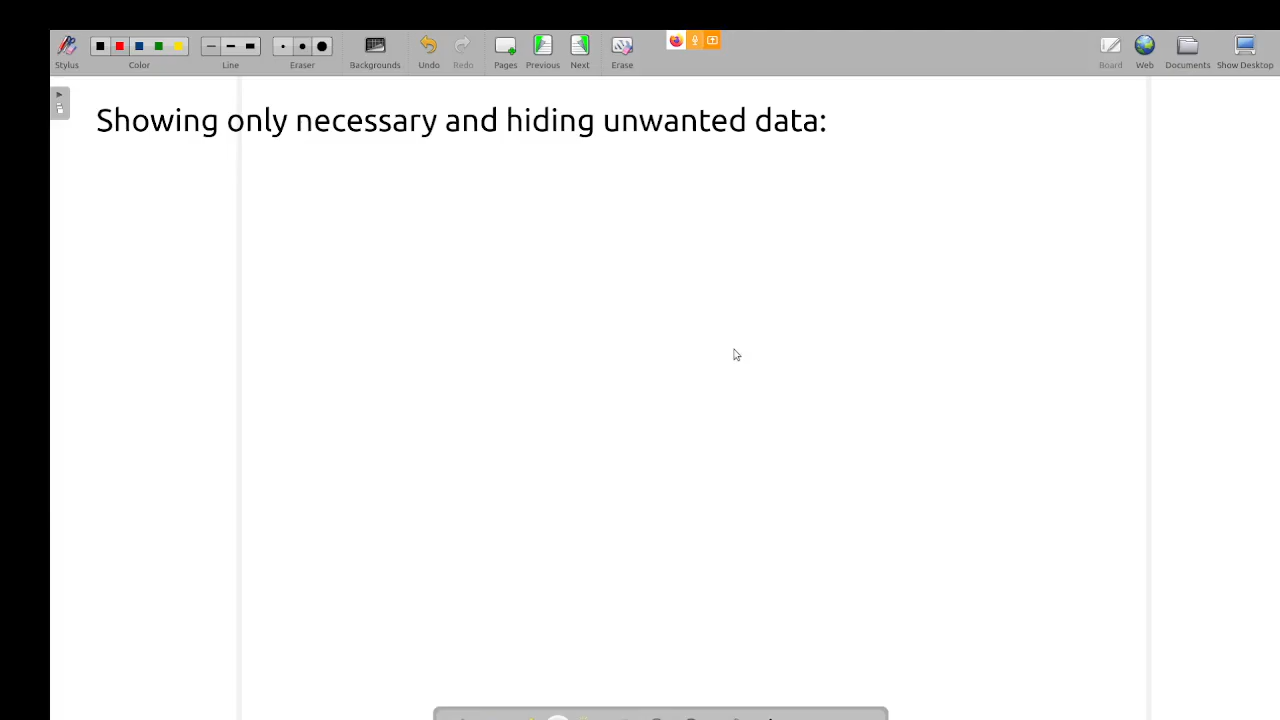 Stylus
Color
Line
Eraser
Backgrounds
Undo
Redo
Pages
Previous
Next
Erase
Board
Web
Documents
Show Desktop
Showing only necessary and hiding unwanted data: